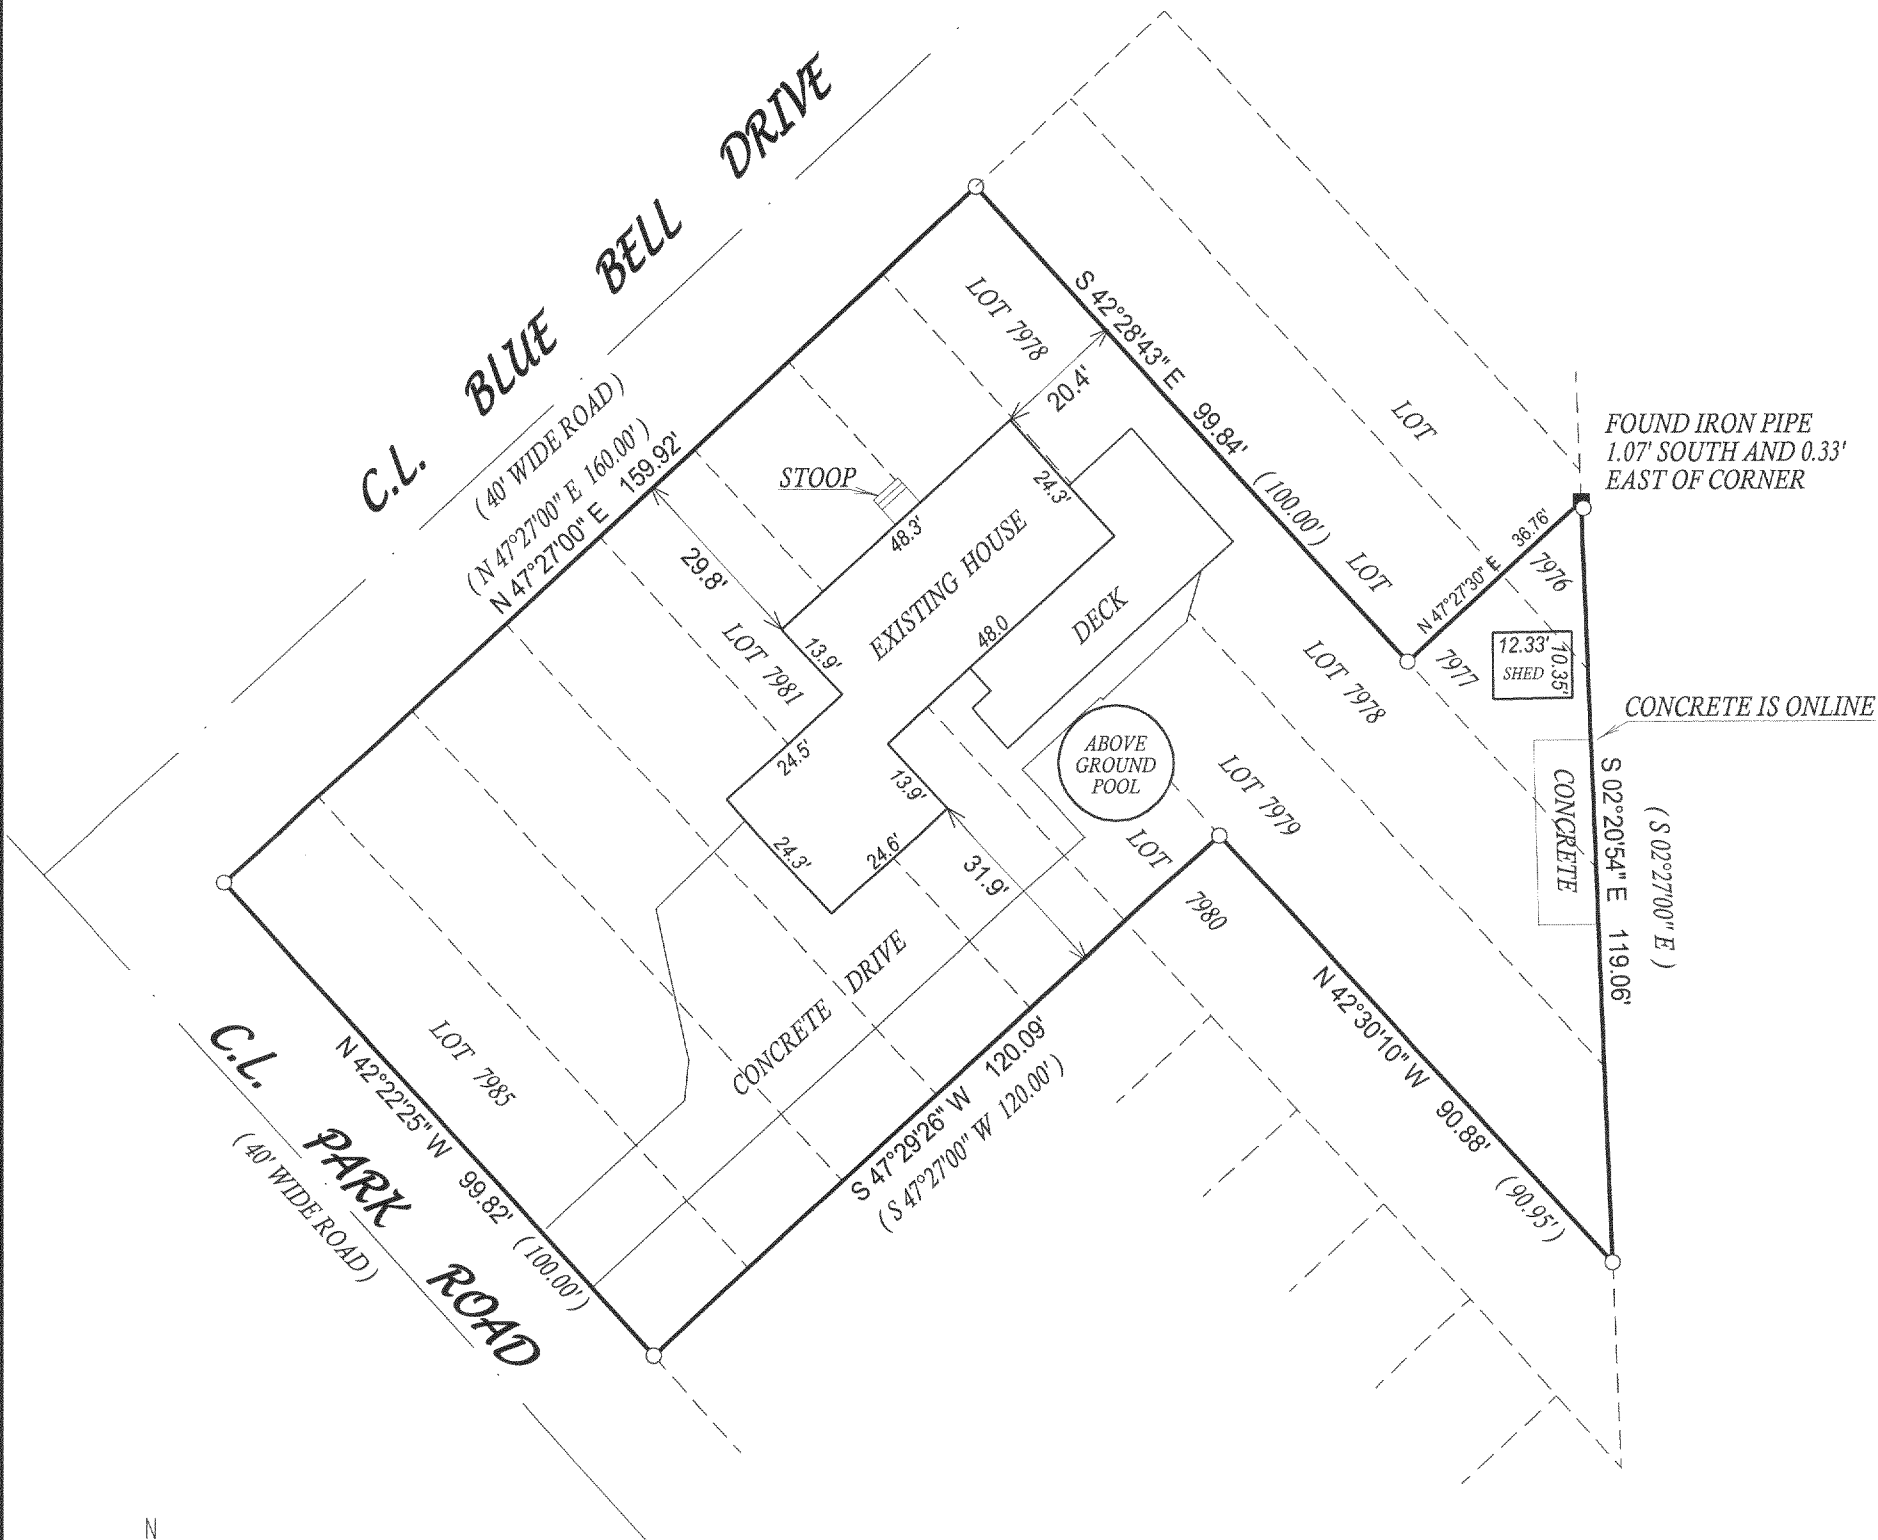 C.L. BLUE BELL DRIVE
( 40' WIDE ROAD )
( N 47°27'00" E 160.00' )
N 47°27'00" E 159.92'
LOT 7978
S 42°28'43" E 99.84' ( 100.00' )
20.4'
STOOP
48.3'
24.3'
29.8'
EXISTING HOUSE
13.9'
LOT 7981
48.0
DECK
24.5'
13.9'
24.3'
24.6'
31.9'
ABOVE
GROUND
POOL
LOT
LOT
LOT 7978
LOT 7979
LOT
7980
7976
7977
N 47°27'30" E 36.76'
FOUND IRON PIPE
1.07' SOUTH AND 0.33'
EAST OF CORNER
12.33'
10.35'
SHED
CONCRETE IS ONLINE
CONCRETE
S 02°20'54" E 119.06'
( S 02°27'00" E )
N 42°30'10" W 90.88'
( 90.95' )
CONCRETE DRIVE
S 47°29'26" W 120.09'
( S 47°27'00" W 120.00' )
LOT 7985
N 42°22'25" W 99.82'
( 100.00' )
C.L. PARK ROAD
( 40' WIDE ROAD )
N